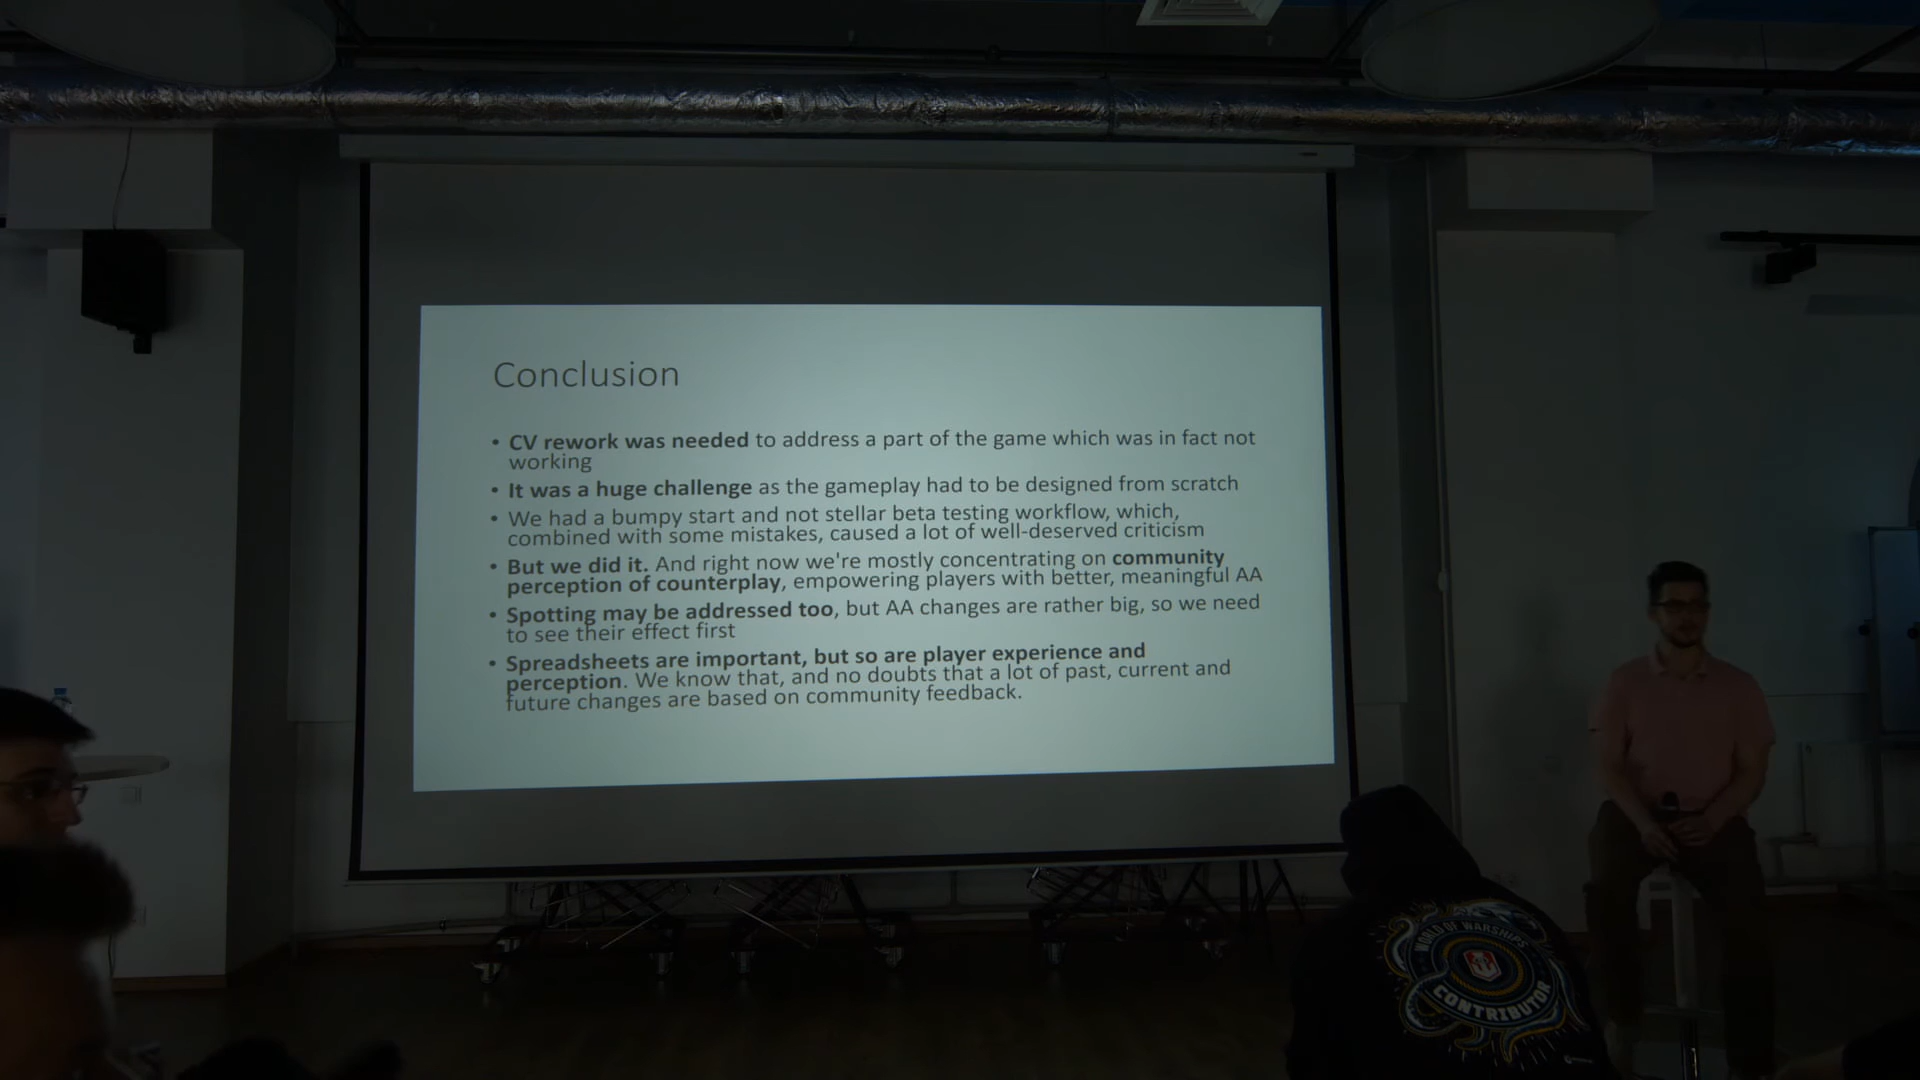 Conclusion
• CV rework was needed to address a part of the game which was in fact not
working
• It was a huge challenge as the gameplay had to be designed from scratch
• We had a bumpy start and not stellar beta testing workflow, which,
combined with some mistakes, caused a lot of well-deserved criticism
• But we did it. And right now we're mostly concentrating on community
perception of counterplay, empowering players with better, meaningful AA
• Spotting may be addressed too, but AA changes are rather big, so we need
to see their effect first
• Spreadsheets are important, but so are player experience and
perception. We know that, and no doubts that a lot of past, current and
future changes are based on community feedback.
WORLD OF WARSHIPS
CONTRIBUTOR